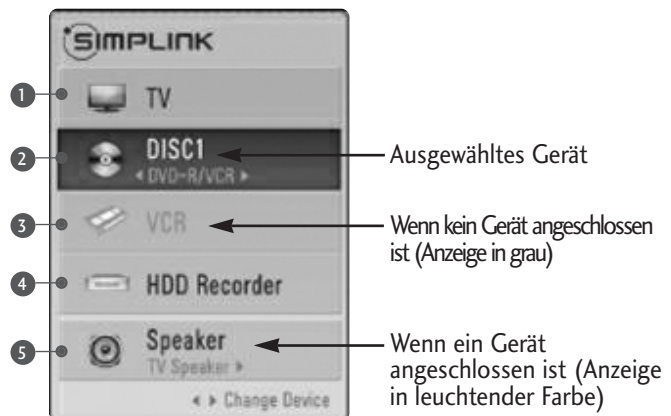 SIMPLINK
1 TV
2 DISC1
◄ DVD-R/VCR ►
Ausgewähltes Gerät
3 VCR
Wenn kein Gerät angeschlossen
ist (Anzeige in grau)
4 HDD Recorder
5 Speaker
TV Speaker ►
Wenn ein Gerät
angeschlossen ist (Anzeige
in leuchtender Farbe)
◄ ► Change Device